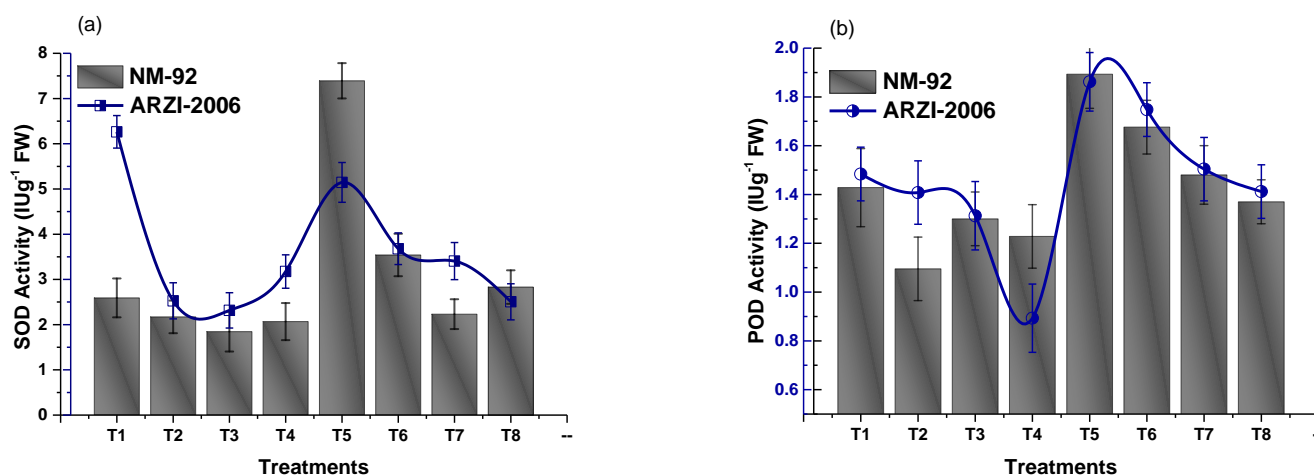 (a)
8
7
6
5
4
3
2
1
0
SOD Activity (IUg⁻¹ FW)
NM-92
ARZI-2006
T1 T2 T3 T4 T5 T6 T7 T8 --
Treatments
(b)
2.0
1.8
1.6
1.4
1.2
1.0
0.8
0.6
POD Activity (IUg⁻¹ FW)
NM-92
ARZI-2006
T1 T2 T3 T4 T5 T6 T7 T8
Treatments